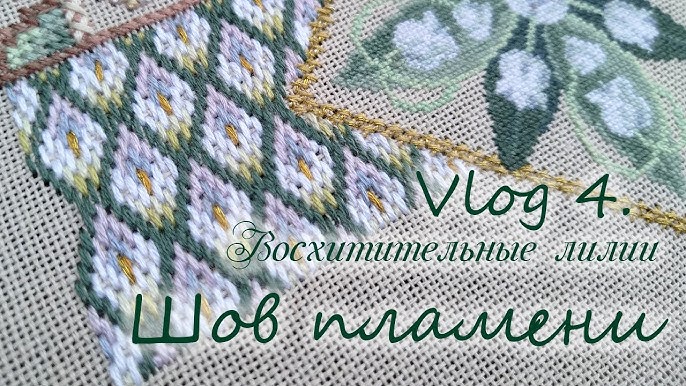 Vlog 4.
Восхитительные лилии
Шов пламени